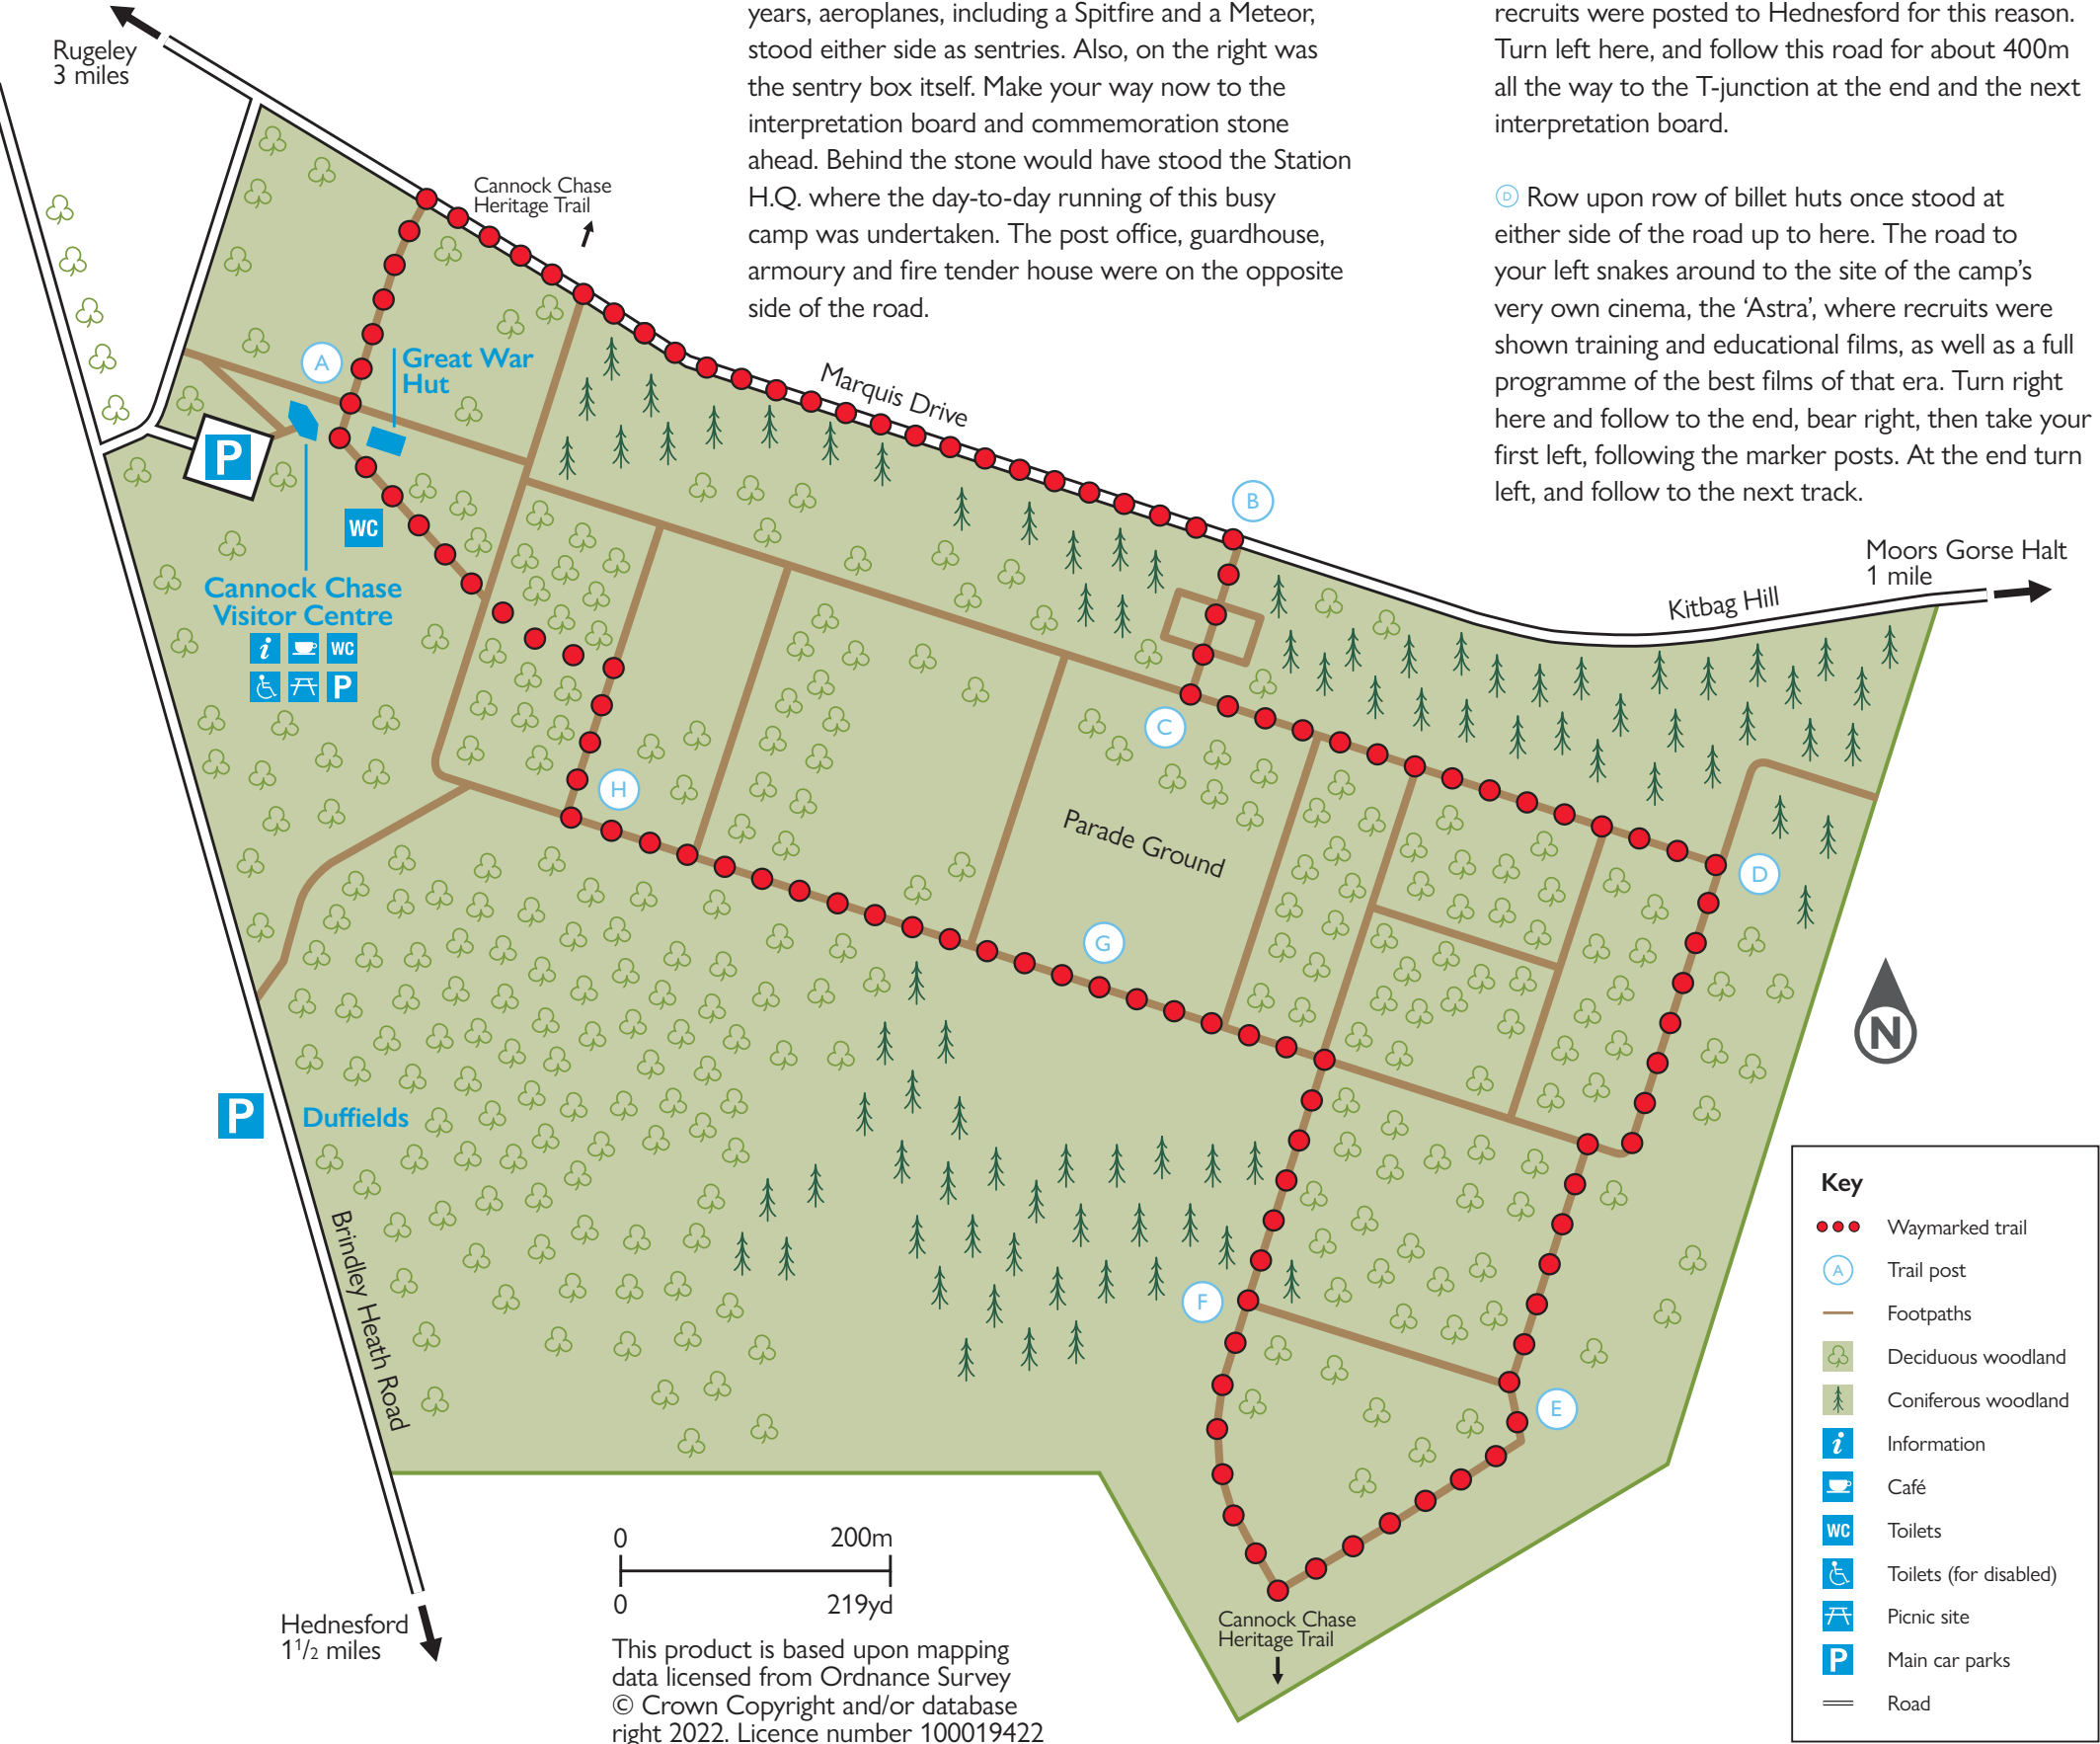 years, aeroplanes, including a Spitfire and a Meteor,
stood either side as sentries. Also, on the right was
the sentry box itself. Make your way now to the
interpretation board and commemoration stone
ahead. Behind the stone would have stood the Station
H.Q. where the day-to-day running of this busy
camp was undertaken. The post office, guardhouse,
armoury and fire tender house were on the opposite
side of the road.
recruits were posted to Hednesford for this reason.
Turn left here, and follow this road for about 400m
all the way to the T-junction at the end and the next
interpretation board.
D Row upon row of billet huts once stood at
either side of the road up to here. The road to
your left snakes around to the site of the camp’s
very own cinema, the ‘Astra’, where recruits were
shown training and educational films, as well as a full
programme of the best films of that era. Turn right
here and follow to the end, bear right, then take your
first left, following the marker posts. At the end turn
left, and follow to the next track.
Rugeley
3 miles
Cannock Chase
Heritage Trail
A
Great War
Hut
Marquis Drive
P
B
WC
Moors Gorse Halt
1 mile
Kitbag Hill
Cannock Chase
Visitor Centre
i
WC
P
C
H
Parade Ground
D
G
N
P
Duffields
Brindley Heath Road
F
E
Hednesford
1 1/2 miles
0
200m
0
219yd
Cannock Chase
Heritage Trail
This product is based upon mapping
data licensed from Ordnance Survey
© Crown Copyright and/or database
right 2022. Licence number 100019422
Key
Waymarked trail
A Trail post
Footpaths
Deciduous woodland
Coniferous woodland
i Information
Café
WC Toilets
Toilets (for disabled)
Picnic site
P Main car parks
Road